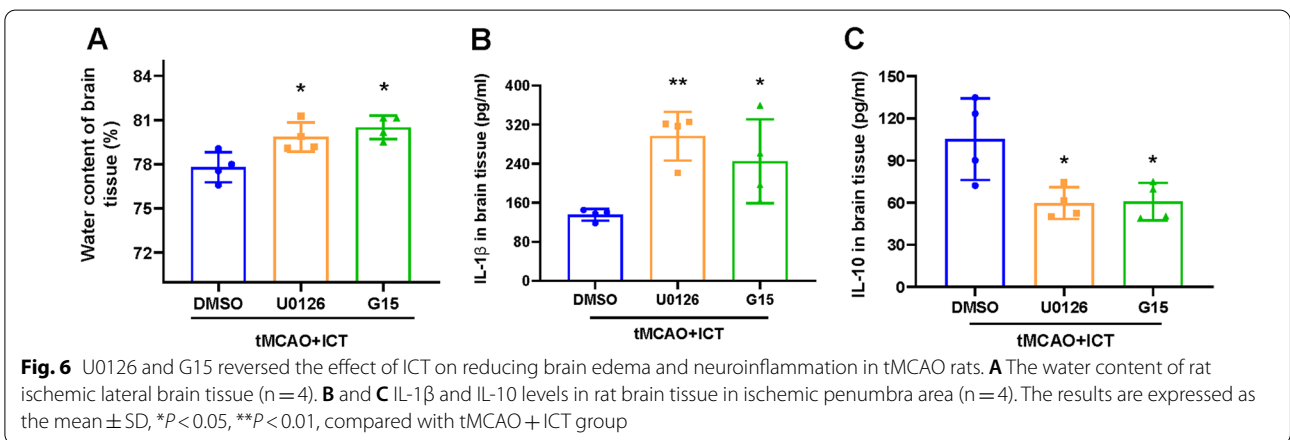 A
Water content of brain
tissue (%)
84
81
78
75
72
* *
DMSO U0126 G15
tMCAO+ICT
B
IL-1β in brain tissue (pg/ml)
400
320
240
160
80
0
** *
DMSO U0126 G15
tMCAO+ICT
C
IL-10 in brain tissue (pg/ml)
150
120
90
60
30
0
* *
DMSO U0126 G15
tMCAO+ICT
Fig. 6 U0126 and G15 reversed the effect of ICT on reducing brain edema and neuroinflammation in tMCAO rats. A The water content of rat
ischemic lateral brain tissue (n = 4). B and C IL-1β and IL-10 levels in rat brain tissue in ischemic penumbra area (n = 4). The results are expressed as
the mean ± SD, *P < 0.05, **P < 0.01, compared with tMCAO + ICT group